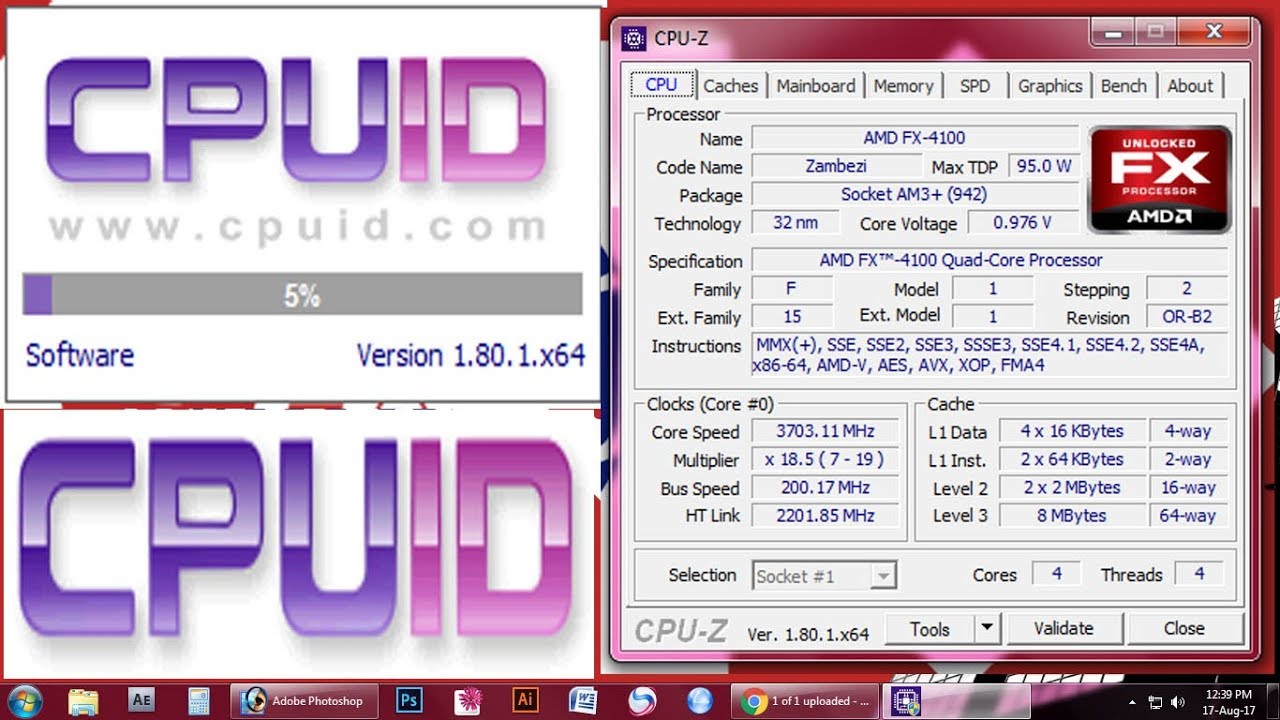 CPUID
www.cpuid.com
5%
Software Version 1.80.1.x64
CPUID
CPU-Z
CPU Caches Mainboard Memory SPD Graphics Bench About
Processor
Name AMD FX-4100
Code Name Zambezi Max TDP 95.0 W
Package Socket AM3+ (942)
Technology 32 nm Core Voltage 0.976 V
UNLOCKED
FX
PROCESSOR
AMD
Specification AMD FX™-4100 Quad-Core Processor
Family F Model 1 Stepping 2
Ext. Family 15 Ext. Model 1 Revision OR-B2
Instructions MMX(+), SSE, SSE2, SSE3, SSSE3, SSE4.1, SSE4.2, SSE4A,
x86-64, AMD-V, AES, AVX, XOP, FMA4
Clocks (Core #0)
Core Speed 3703.11 MHz
Multiplier x 18.5 ( 7 - 19 )
Bus Speed 200.17 MHz
HT Link 2201.85 MHz
Cache
L1 Data 4 x 16 KBytes 4-way
L1 Inst. 2 x 64 KBytes 2-way
Level 2 2 x 2 MBytes 16-way
Level 3 8 MBytes 64-way
Selection Socket #1 Cores 4 Threads 4
CPU-Z Ver. 1.80.1.x64 Tools Validate Close
AE Adobe Photoshop Ps Ai W 1 of 1 uploaded - ... 12:39 PM
17-Aug-17